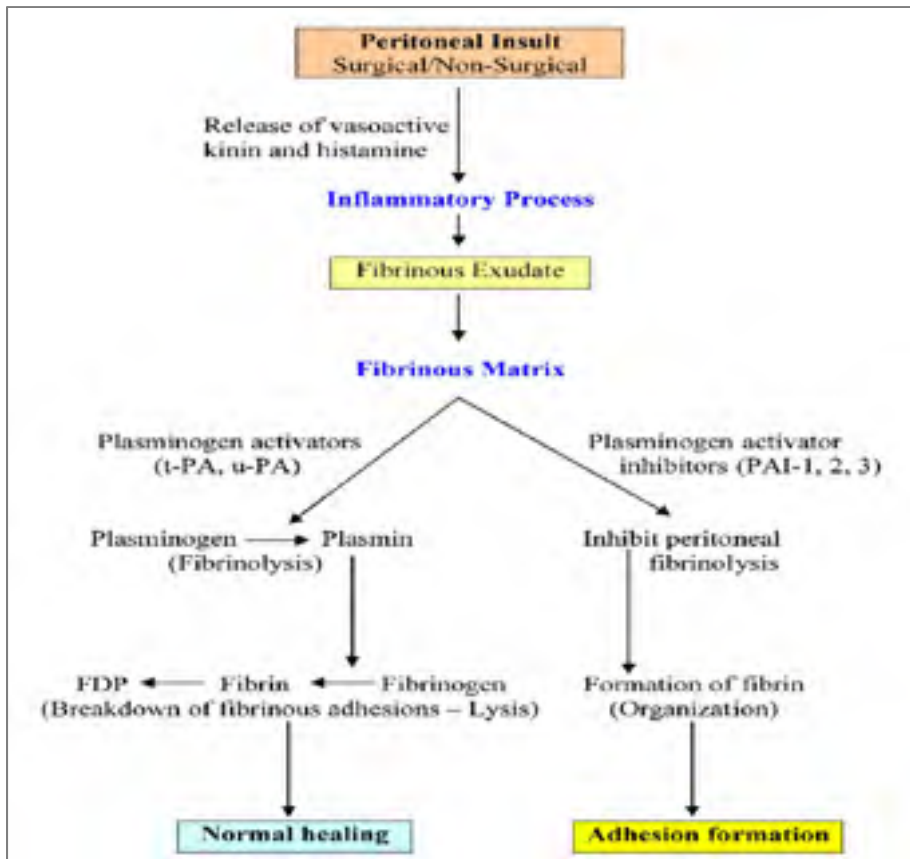 Peritoneal Insult
Surgical/Non-Surgical
Release of vasoactive
kinin and histamine
Inflammatory Process
Fibrinous Exudate
Fibrinous Matrix
Plasminogen activators
(t-PA, u-PA)
Plasminogen activator
inhibitors (PAI-1, 2, 3)
Plasminogen Plasmin
(Fibrinolysis)
Inhibit peritoneal
fibrinolysis
FDP Fibrin Fibrinogen
(Breakdown of fibrinous adhesions – Lysis)
Formation of fibrin
(Organization)
Normal healing
Adhesion formation